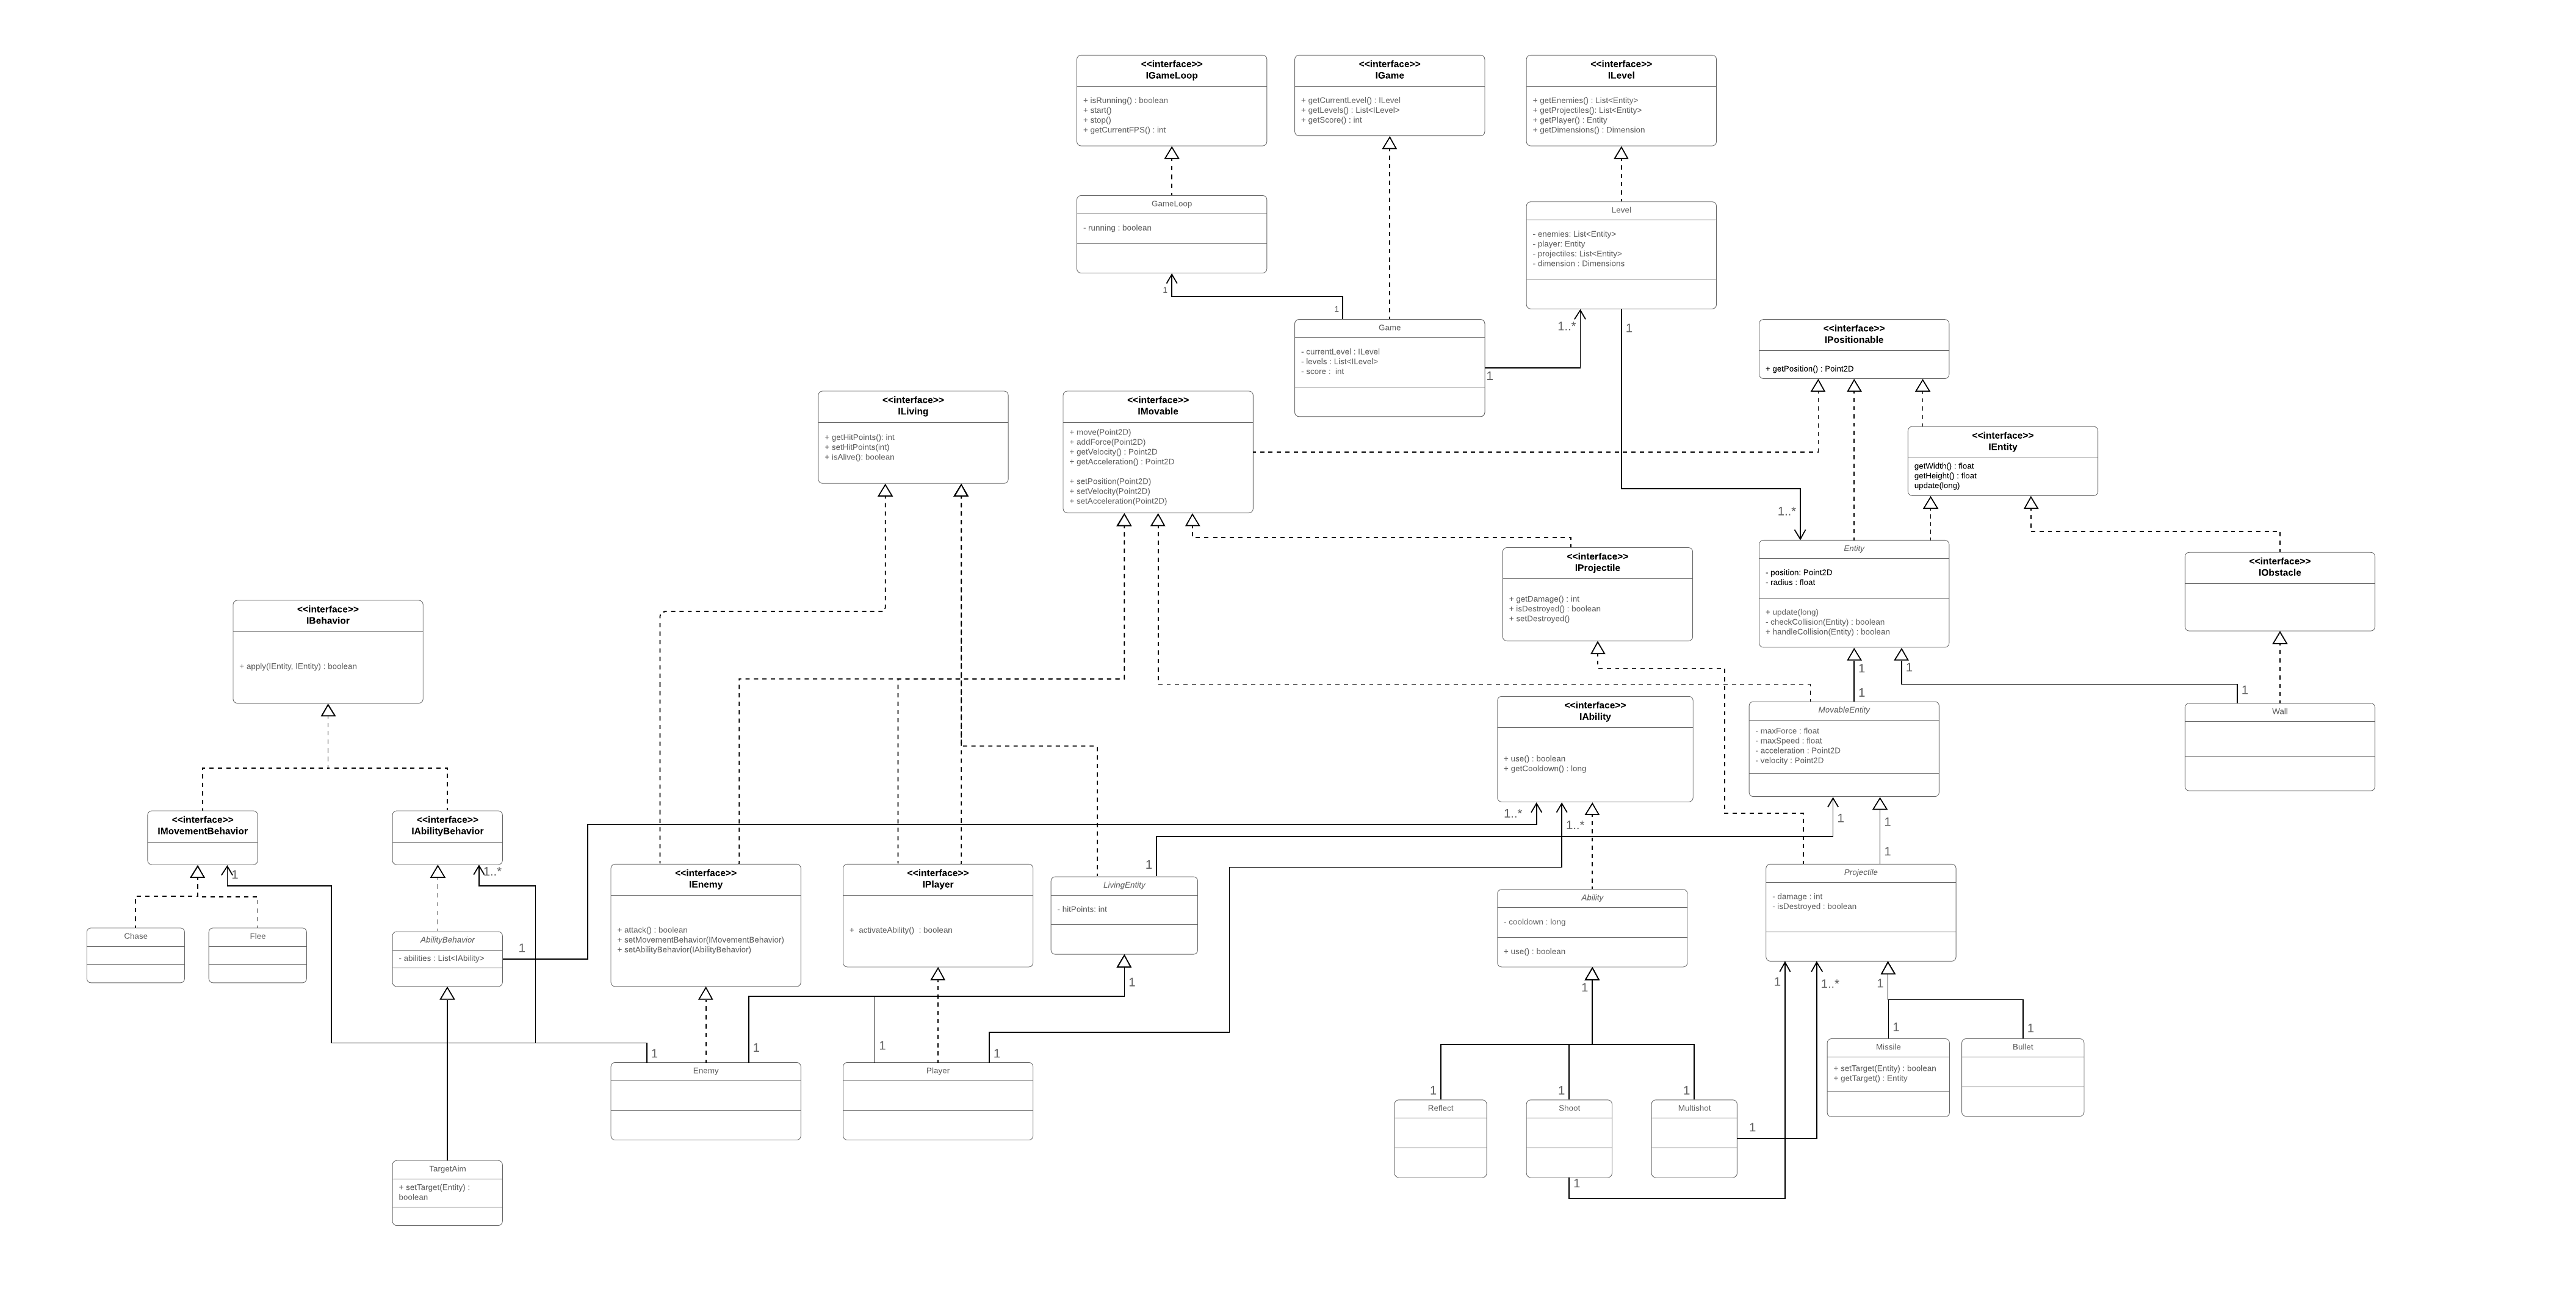 <<interface>>
IGameLoop
+ isRunning() : boolean
+ start()
+ stop()
+ getCurrentFPS() : int
<<interface>>
IGame
+ getCurrentLevel() : ILevel
+ getLevels() : List<ILevel>
+ getScore() : int
<<interface>>
ILevel
+ getEnemies() : List<Entity>
+ getProjectiles(): List<Entity>
+ getPlayer() : Entity
+ getDimensions() : Dimension
GameLoop
- running : boolean
1
1
Level
- enemies: List<Entity>
- player: Entity
- projectiles: List<Entity>
- dimension : Dimensions
Game
- currentLevel : ILevel
- levels : List<ILevel>
- score :  int
1
1..*
1
1..*
<<interface>>
IPositionable
+ getPosition() : Point2D
<<interface>>
ILiving
+ getHitPoints(): int
+ setHitPoints(int)
+ isAlive(): boolean
<<interface>>
IMovable
+ move(Point2D)
+ addForce(Point2D)
+ getVelocity() : Point2D
+ getAcceleration() : Point2D
+ setPosition(Point2D)
+ setVelocity(Point2D)
+ setAcceleration(Point2D)
<<interface>>
IEntity
getWidth() : float
getHeight() : float
update(long)
<<interface>>
IProjectile
+ getDamage() : int
+ isDestroyed() : boolean
+ setDestroyed()
Entity
- position: Point2D
- radius : float
+ update(long)
- checkCollision(Entity) : boolean
+ handleCollision(Entity) : boolean
1
1
1
1
<<interface>>
IObstacle
Wall
<<interface>>
IBehavior
+ apply(IEntity, IEntity) : boolean
<<interface>>
IAbility
+ use() : boolean
+ getCooldown() : long
1..*
1..*
MovableEntity
- maxForce : float
- maxSpeed : float
- acceleration : Point2D
- velocity : Point2D
1
1
1
<<interface>>
IMovementBehavior
1
<<interface>>
IAbilityBehavior
1..*
Chase
Flee
AbilityBehavior
- abilities : List<IAbility>
1
<<interface>>
IEnemy
+ attack() : boolean
+ setMovementBehavior(IMovementBehavior)
+ setAbilityBehavior(IAbilityBehavior)
<<interface>>
IPlayer
+  activateAbility()  : boolean
1
LivingEntity
- hitPoints: int
1
Ability
- cooldown : long
+ use() : boolean
1
Projectile
- damage : int
- isDestroyed : boolean
1
1..*
1
1
1
1
1
1
1
Enemy
Player
Missile
+ setTarget(Entity) : boolean
+ getTarget() : Entity
Bullet
1
1
1
Reflect
Shoot
Multishot
1
1
TargetAim
+ setTarget(Entity) :
boolean